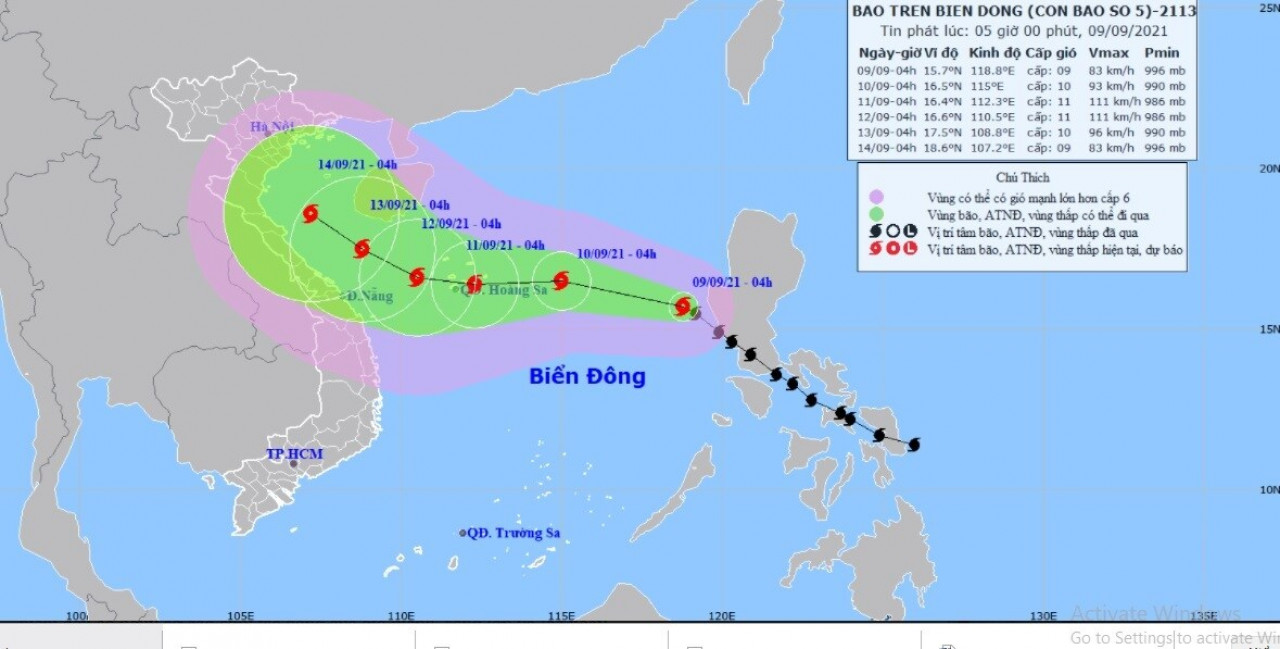 BAO TREN BIEN DONG (CON BAO SO 5)-2113
Tin phát lúc: 05 giờ 00 phút, 09/09/2021
Ngày-giờ Vĩ độ Kinh độ Cấp gió Vmax Pmin
09/09-04h 15.7°N 118.8°E cấp: 09 83 km/h 996 mb
10/09-04h 16.5°N 115°E cấp: 10 93 km/h 990 mb
11/09-04h 16.4°N 112.3°E cấp: 11 111 km/h 986 mb
12/09-04h 16.6°N 110.5°E cấp: 11 111 km/h 986 mb
13/09-04h 17.5°N 108.8°E cấp: 10 96 km/h 990 mb
14/09-04h 18.6°N 107.2°E cấp: 09 83 km/h 996 mb
Chú Thích
Vùng có thể có gió mạnh lớn hơn cấp 6
Vùng bão, ATNĐ, vùng thấp có thể đi qua
Vị trí tâm bão, ATNĐ, vùng thấp đã qua
Vị trí tâm bão, ATNĐ, vùng thấp hiện tại, dự báo
25N
Hà Nội
14/09/21 - 04h
20N
13/09/21 - 04h
12/09/21 - 04h
11/09/21 - 04h
10/09/21 - 04h
09/09/21 - 04h
Đ.Nẵng
QĐ. Hoàng Sa
15N
Biển Đông
TP.HCM
10N
QĐ. Trường Sa
100
105E
110E
115E
120E
130E
135E
Activate Windows
Go to Settings to activate Win